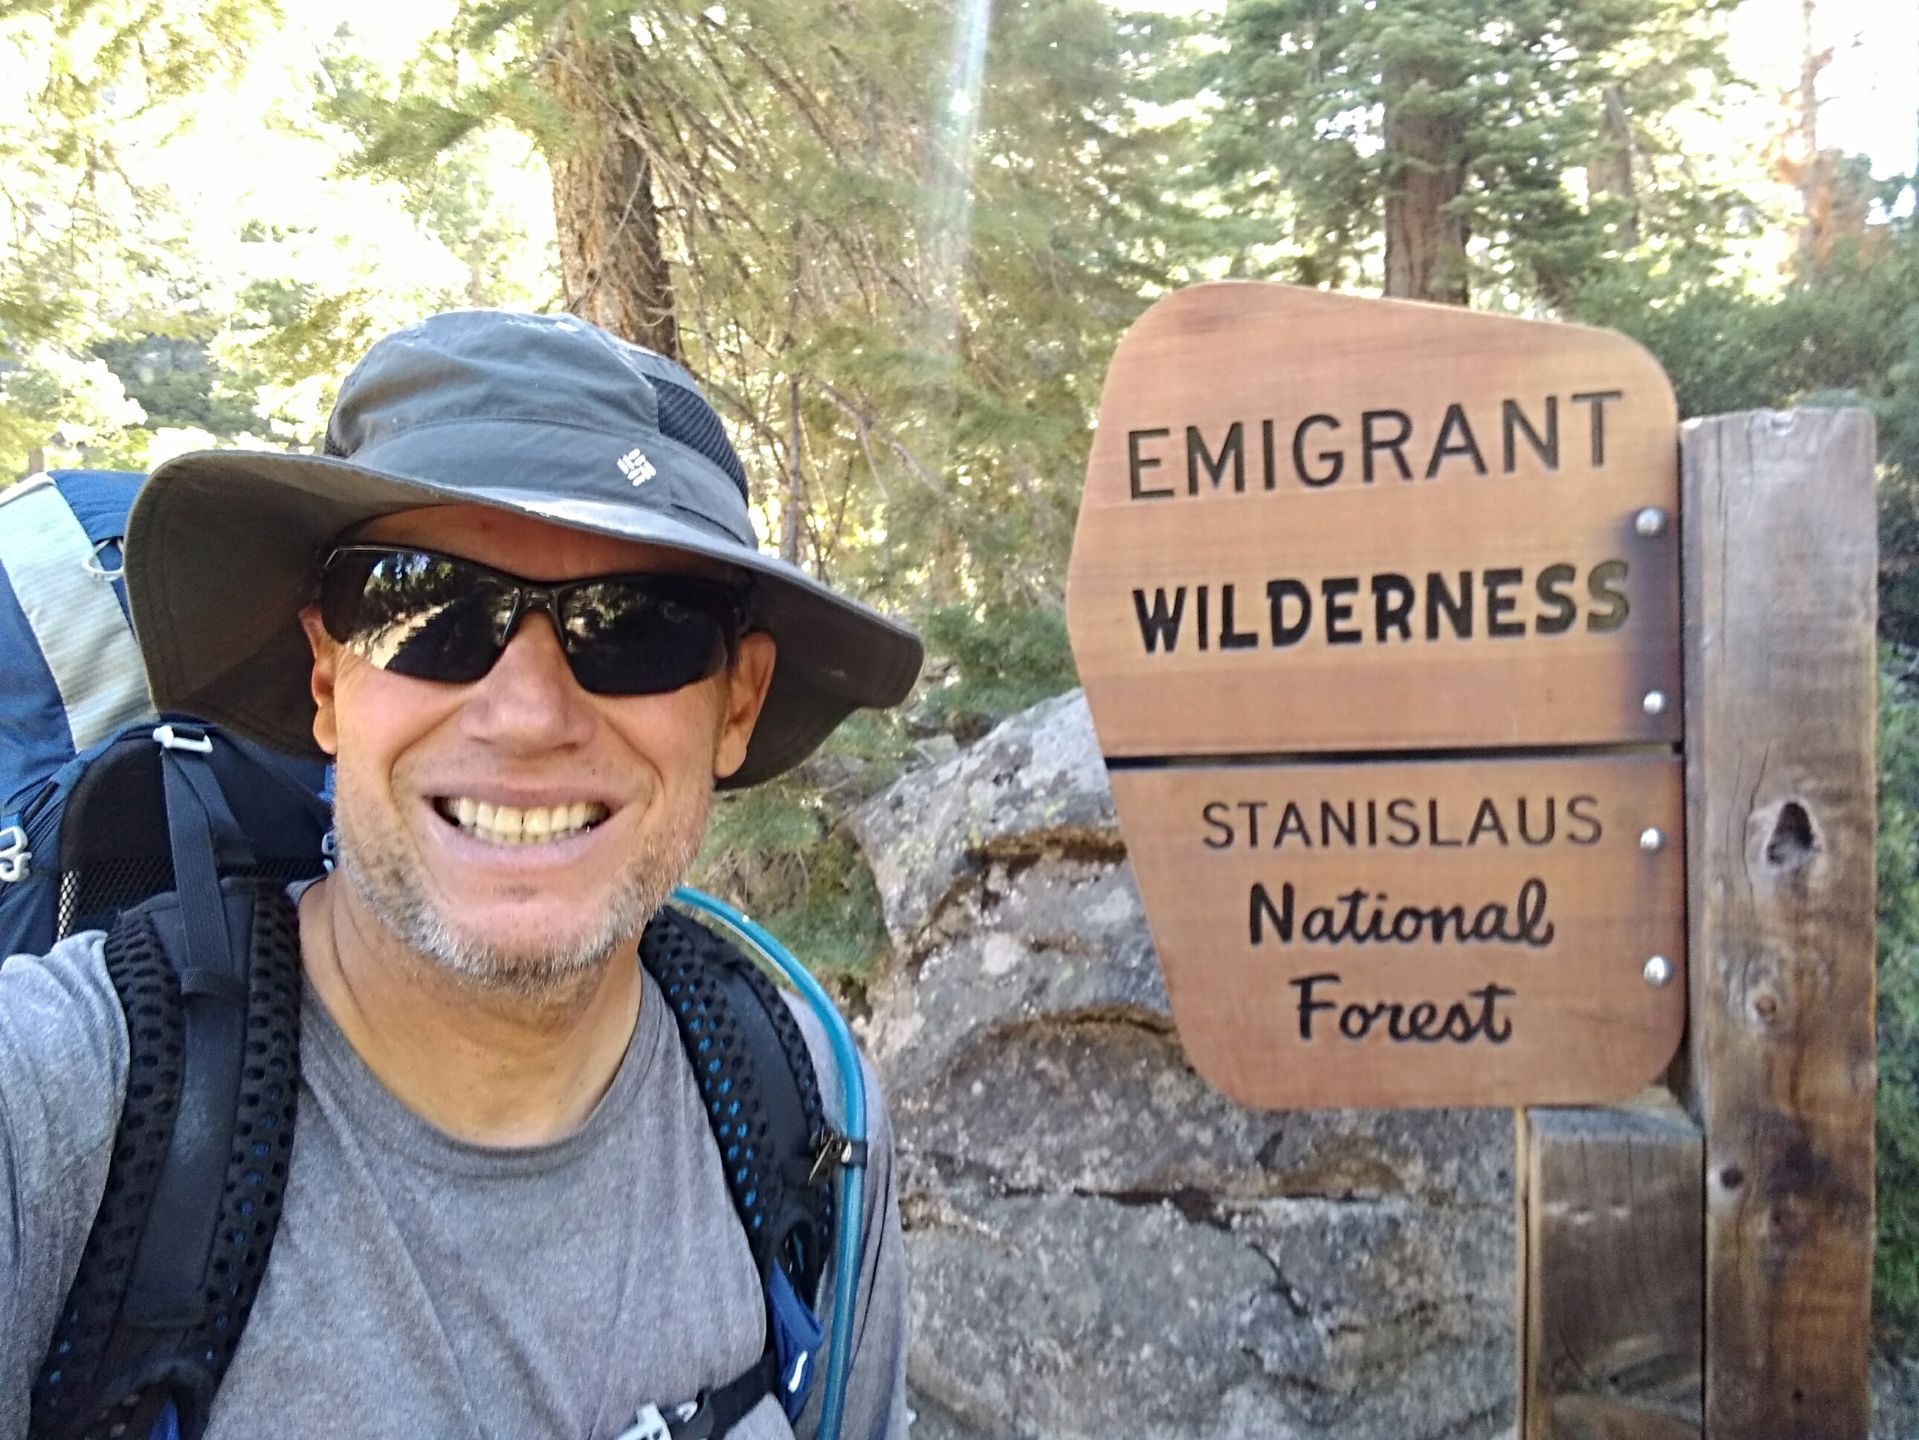 EMIGRANT
WILDERNESS
STANISLAUS
National
Forest